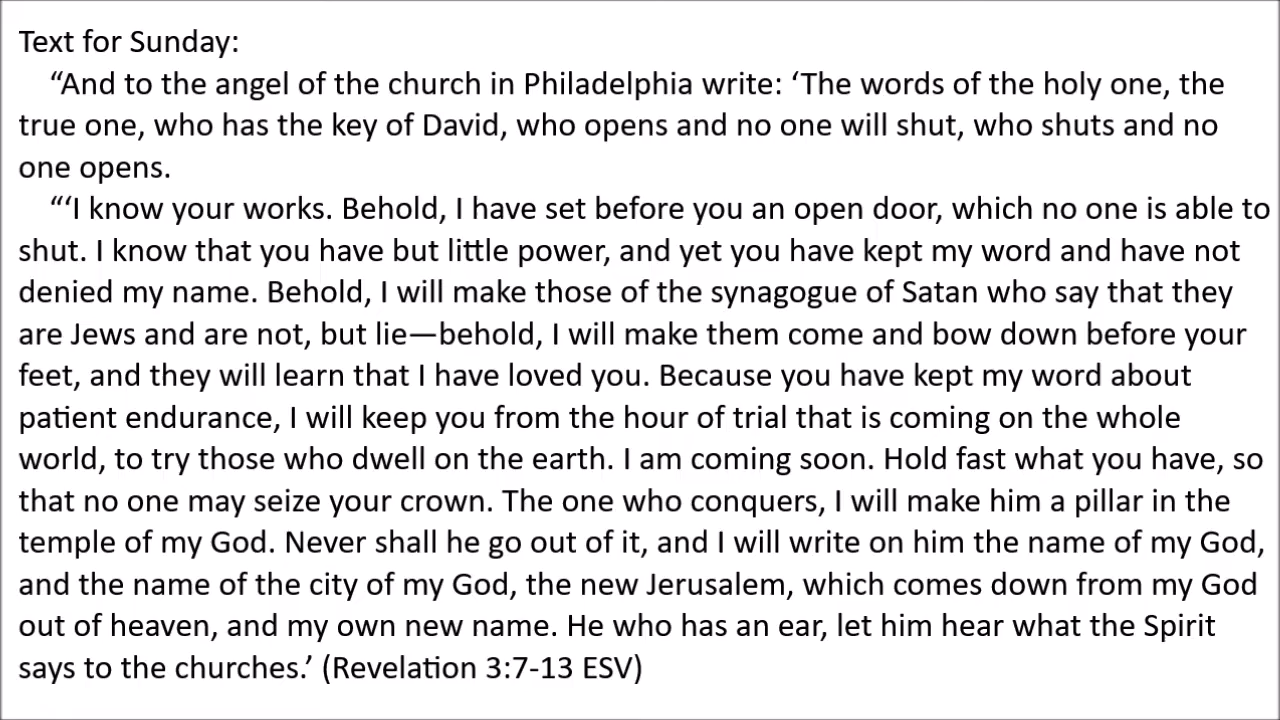 Text for Sunday:
“And to the angel of the church in Philadelphia write: ‘The words of the holy one, the
true one, who has the key of David, who opens and no one will shut, who shuts and no
one opens.
“‘I know your works. Behold, I have set before you an open door, which no one is able to
shut. I know that you have but little power, and yet you have kept my word and have not
denied my name. Behold, I will make those of the synagogue of Satan who say that they
are Jews and are not, but lie—behold, I will make them come and bow down before your
feet, and they will learn that I have loved you. Because you have kept my word about
patient endurance, I will keep you from the hour of trial that is coming on the whole
world, to try those who dwell on the earth. I am coming soon. Hold fast what you have, so
that no one may seize your crown. The one who conquers, I will make him a pillar in the
temple of my God. Never shall he go out of it, and I will write on him the name of my God,
and the name of the city of my God, the new Jerusalem, which comes down from my God
out of heaven, and my own new name. He who has an ear, let him hear what the Spirit
says to the churches.’ (Revelation 3:7-13 ESV)